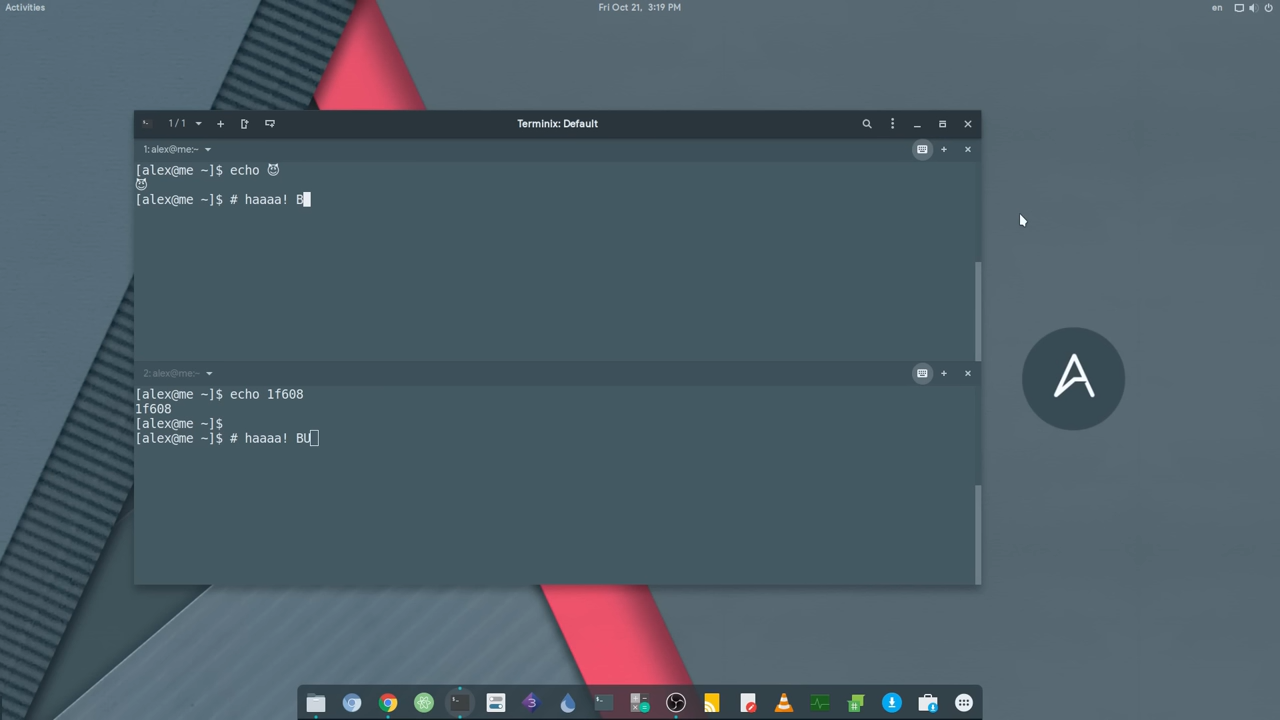 Activities
Fri Oct 21, 3:19 PM
en
1 / 1
Terminix: Default
1: alex@me:~
[alex@me ~]$ echo 😈
😈
[alex@me ~]$ # haaaa! B
2: alex@me:~
[alex@me ~]$ echo 1f608
1f608
[alex@me ~]$
[alex@me ~]$ # haaaa! BU